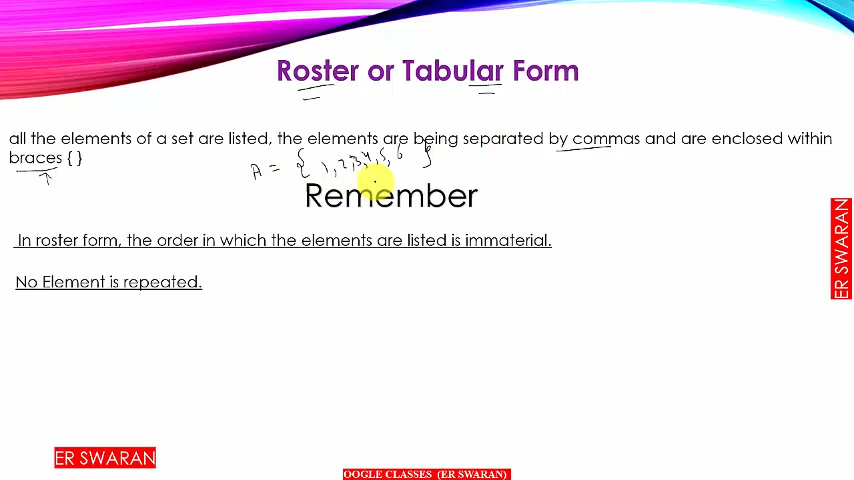 Roster or Tabular Form
all the elements of a set are listed, the elements are being separated by commas and are enclosed within
braces { }
A = { 1, 2, 3, 4, 5, 6 }
Remember
In roster form, the order in which the elements are listed is immaterial.
No Element is repeated.
ER SWARAN
ER SWARAN
OOGLE CLASSES (ER SWARAN)